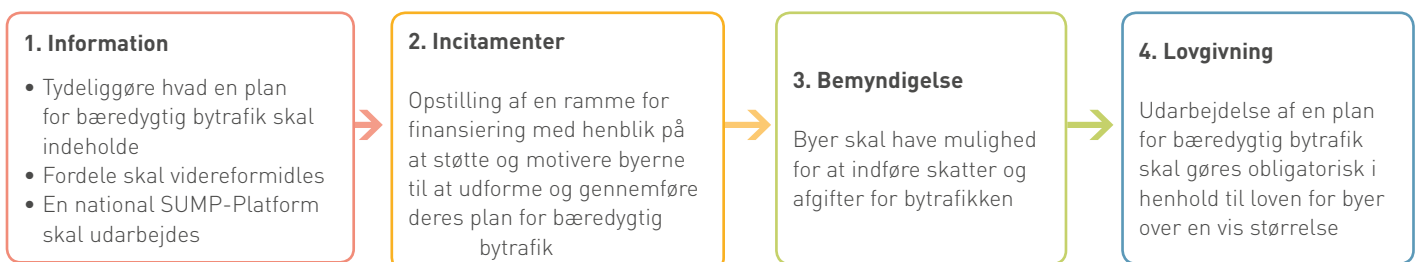 1. Information
• Tydeliggøre hvad en plan
for bæredygtig bytrafik skal
indeholde
• Fordele skal videreformidles
• En national SUMP-Platform
skal udarbejdes
2. Incitamenter
Opstilling af en ramme for
finansiering med henblik på
at støtte og motivere byerne
til at udforme og gennemføre
deres plan for bæredygtig
bytrafik
3. Bemyndigelse
Byer skal have mulighed
for at indføre skatter og
afgifter for bytrafikken
4. Lovgivning
Udarbejdelse af en plan
for bæredygtig bytrafik
skal gøres obligatorisk i
henhold til loven for byer
over en vis størrelse